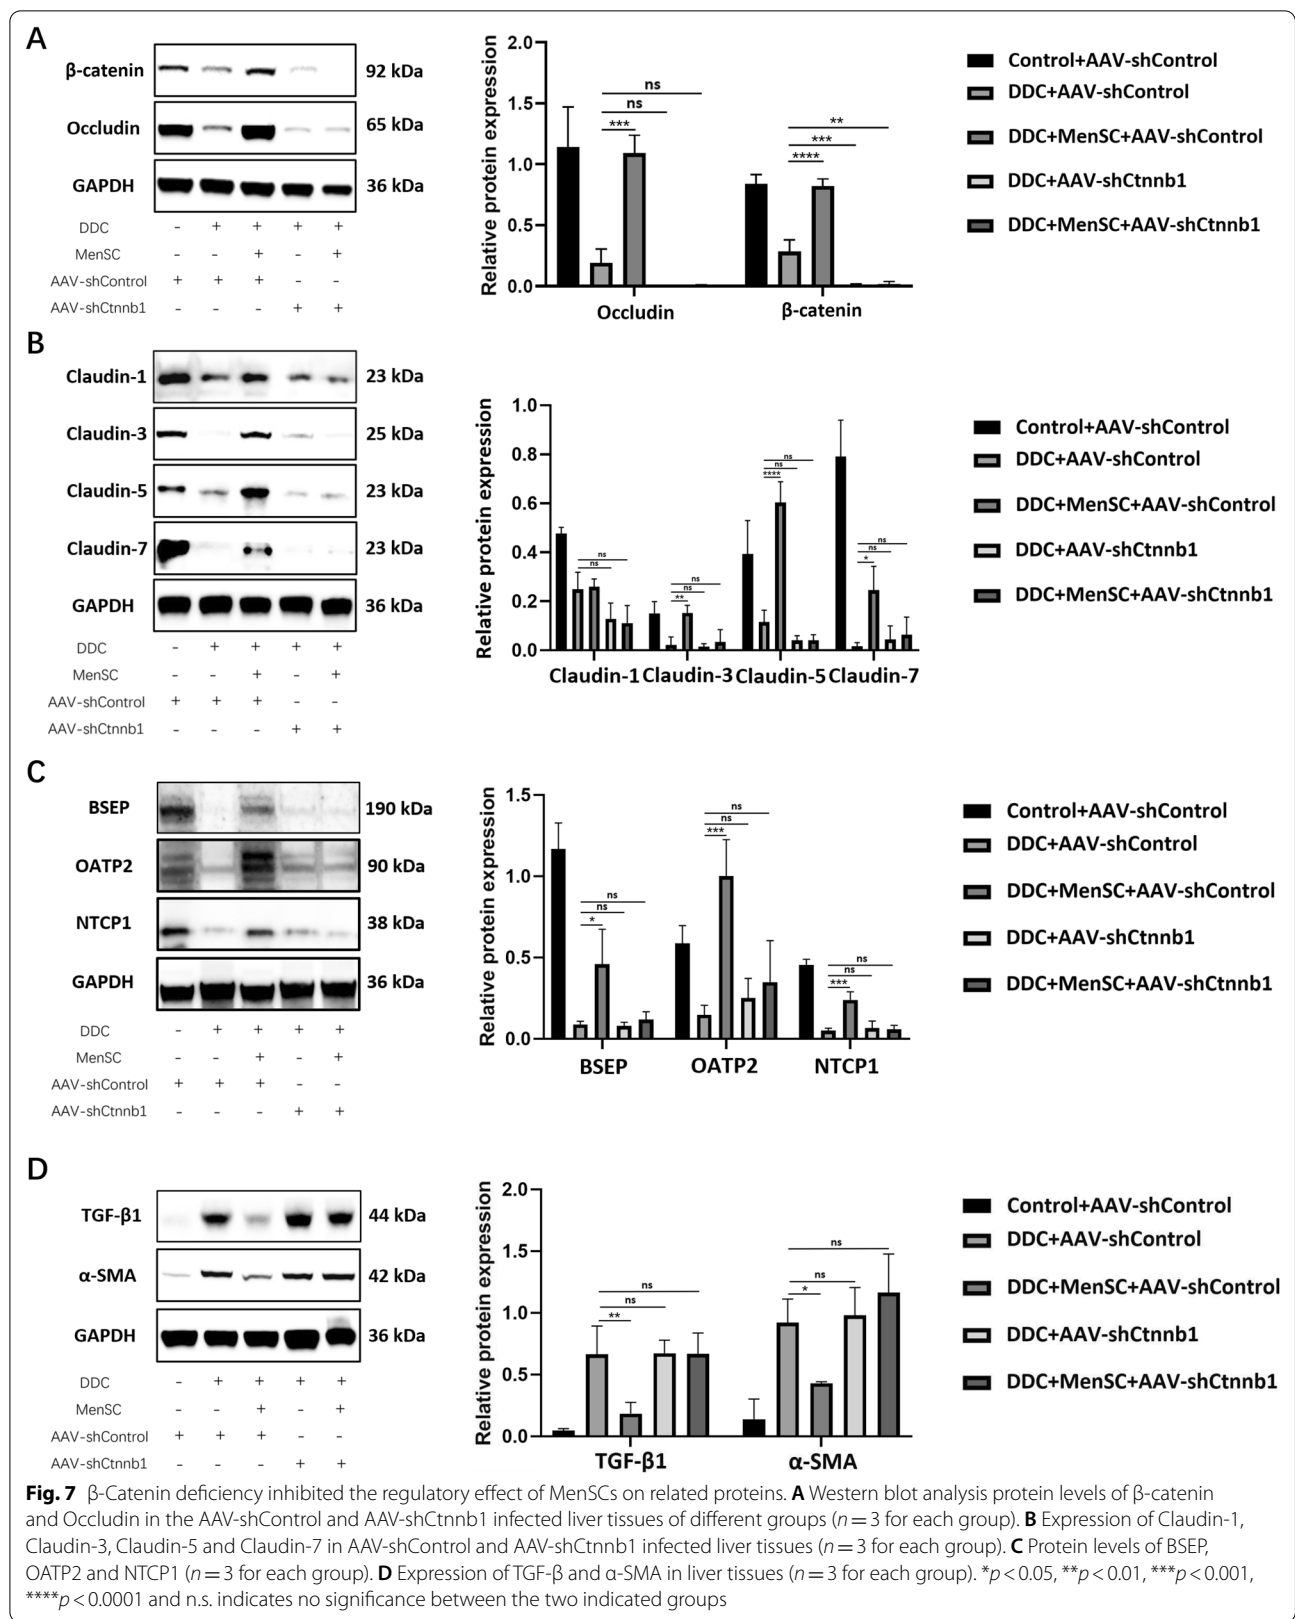 A
β-catenin 92 kDa
Occludin 65 kDa
GAPDH 36 kDa
DDC - + + + +
MenSC - - + - +
AAV-shControl + + + - -
AAV-shCtnnb1 - - - + +
Relative protein expression
2.0
1.5
1.0
0.5
0.0
ns
ns
***
**
***
****
Occludin β-catenin
Control+AAV-shControl
DDC+AAV-shControl
DDC+MenSC+AAV-shControl
DDC+AAV-shCtnnb1
DDC+MenSC+AAV-shCtnnb1
B
Claudin-1 23 kDa
Claudin-3 25 kDa
Claudin-5 23 kDa
Claudin-7 23 kDa
GAPDH 36 kDa
DDC - + + + +
MenSC - - + - +
AAV-shControl + + + - -
AAV-shCtnnb1 - - - + +
Relative protein expression
1.0
0.8
0.6
0.4
0.2
0.0
ns
ns
ns
ns
**
ns
ns
****
ns
ns
*
Claudin-1 Claudin-3 Claudin-5 Claudin-7
Control+AAV-shControl
DDC+AAV-shControl
DDC+MenSC+AAV-shControl
DDC+AAV-shCtnnb1
DDC+MenSC+AAV-shCtnnb1
C
BSEP 190 kDa
OATP2 90 kDa
NTCP1 38 kDa
GAPDH 36 kDa
DDC - + + + +
MenSC - - + - +
AAV-shControl + + + - -
AAV-shCtnnb1 - - - + +
Relative protein expression
1.5
1.0
0.5
0.0
ns
ns
*
ns
ns
***
ns
ns
***
BSEP OATP2 NTCP1
Control+AAV-shControl
DDC+AAV-shControl
DDC+MenSC+AAV-shControl
DDC+AAV-shCtnnb1
DDC+MenSC+AAV-shCtnnb1
D
TGF-β1 44 kDa
α-SMA 42 kDa
GAPDH 36 kDa
DDC - + + + +
MenSC - - + - +
AAV-shControl + + + - -
AAV-shCtnnb1 - - - + +
Relative protein expression
2.0
1.5
1.0
0.5
0.0
ns
ns
**
ns
ns
*
TGF-β1 α-SMA
Control+AAV-shControl
DDC+AAV-shControl
DDC+MenSC+AAV-shControl
DDC+AAV-shCtnnb1
DDC+MenSC+AAV-shCtnnb1
Fig. 7 β-Catenin deficiency inhibited the regulatory effect of MenSCs on related proteins. A Western blot analysis protein levels of β-catenin
and Occludin in the AAV-shControl and AAV-shCtnnb1 infected liver tissues of different groups (n = 3 for each group). B Expression of Claudin-1,
Claudin-3, Claudin-5 and Claudin-7 in AAV-shControl and AAV-shCtnnb1 infected liver tissues (n = 3 for each group). C Protein levels of BSEP,
OATP2 and NTCP1 (n = 3 for each group). D Expression of TGF-β and α-SMA in liver tissues (n = 3 for each group). *p < 0.05, **p < 0.01, ***p < 0.001,
****p < 0.0001 and n.s. indicates no significance between the two indicated groups